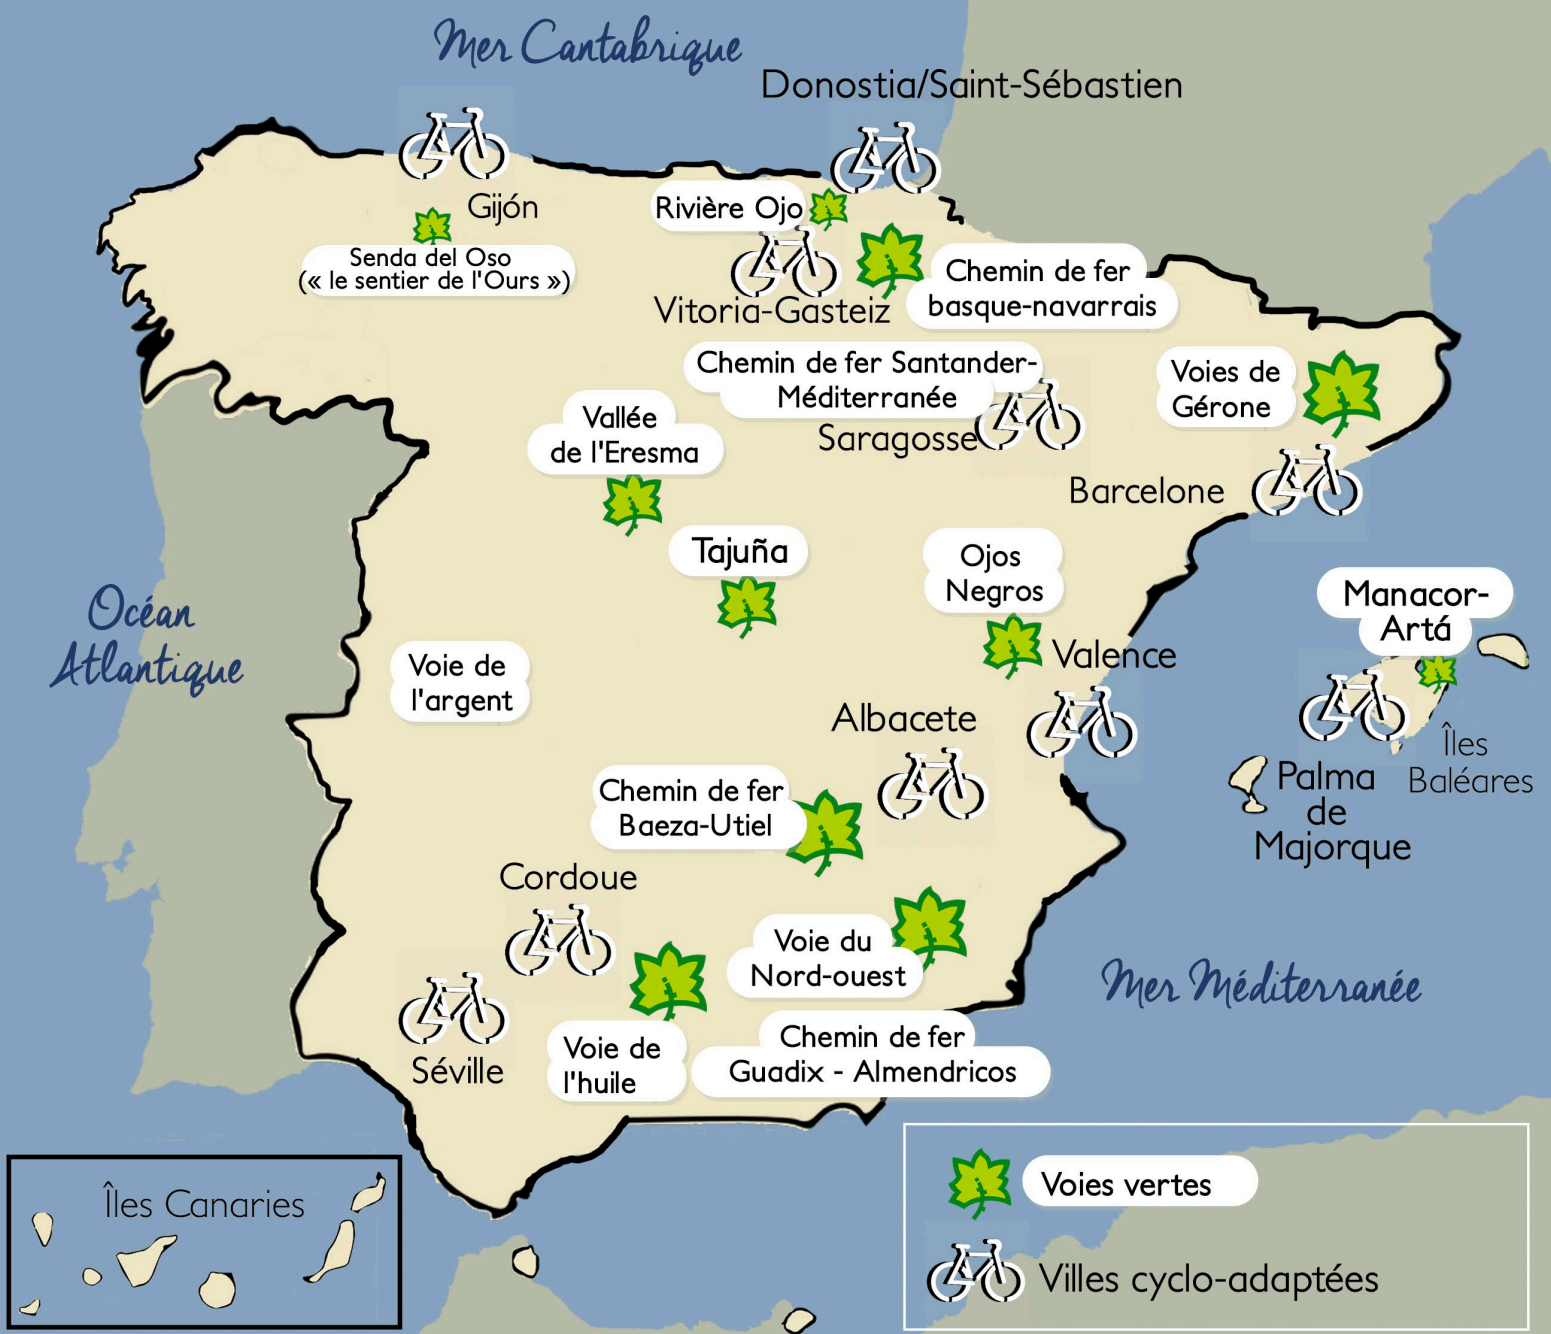 Mer Cantabrique
Donostia/Saint-Sébastien
Gijón
Rivière Ojo
Senda del Oso
(« le sentier de l'Ours »)
Chemin de fer
basque-navarrais
Vitoria-Gasteiz
Chemin de fer Santander-
Méditerranée
Voies de
Gérone
Vallée
de l'Eresma
Saragosse
Barcelone
Tajuña
Ojos
Negros
Océan
Atlantique
Manacor-
Artá
Voie de
l'argent
Valence
Albacete
Îles
Baléares
Palma
de
Majorque
Chemin de fer
Baeza-Utiel
Cordoue
Voie du
Nord-ouest
Mer Méditerranée
Séville
Voie de
l'huile
Chemin de fer
Guadix - Almendricos
Îles Canaries
Voies vertes
Villes cyclo-adaptées